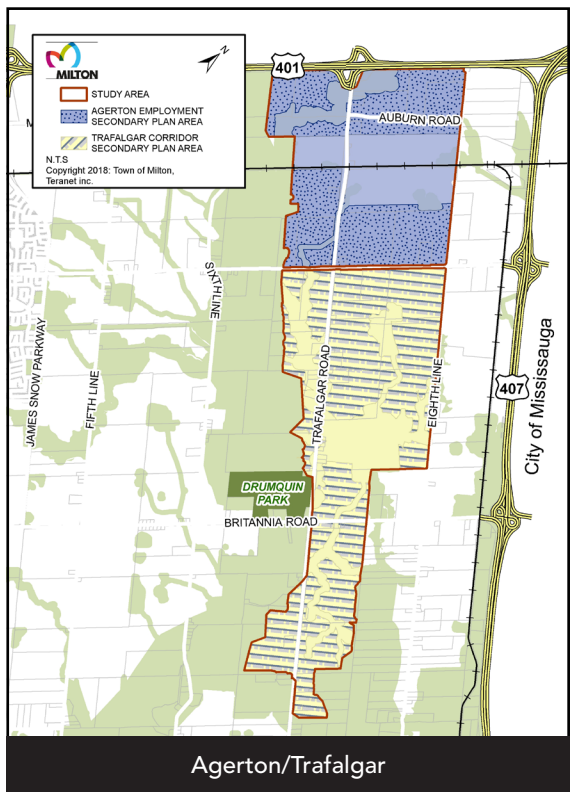 MILTON
N
STUDY AREA
AGERTON EMPLOYMENT
SECONDARY PLAN AREA
TRAFALGAR CORRIDOR
SECONDARY PLAN AREA
N.T.S
Copyright 2018: Town of Milton,
Teranet inc.
M
401
AUBURN ROAD
SIXTH LINE
JAMES SNOW PARKWAY
FIFTH LINE
TRAFALGAR ROAD
EIGHTH LINE
407
City of Mississauga
DRUMQUIN
PARK
BRITANNIA ROAD
Agerton/Trafalgar